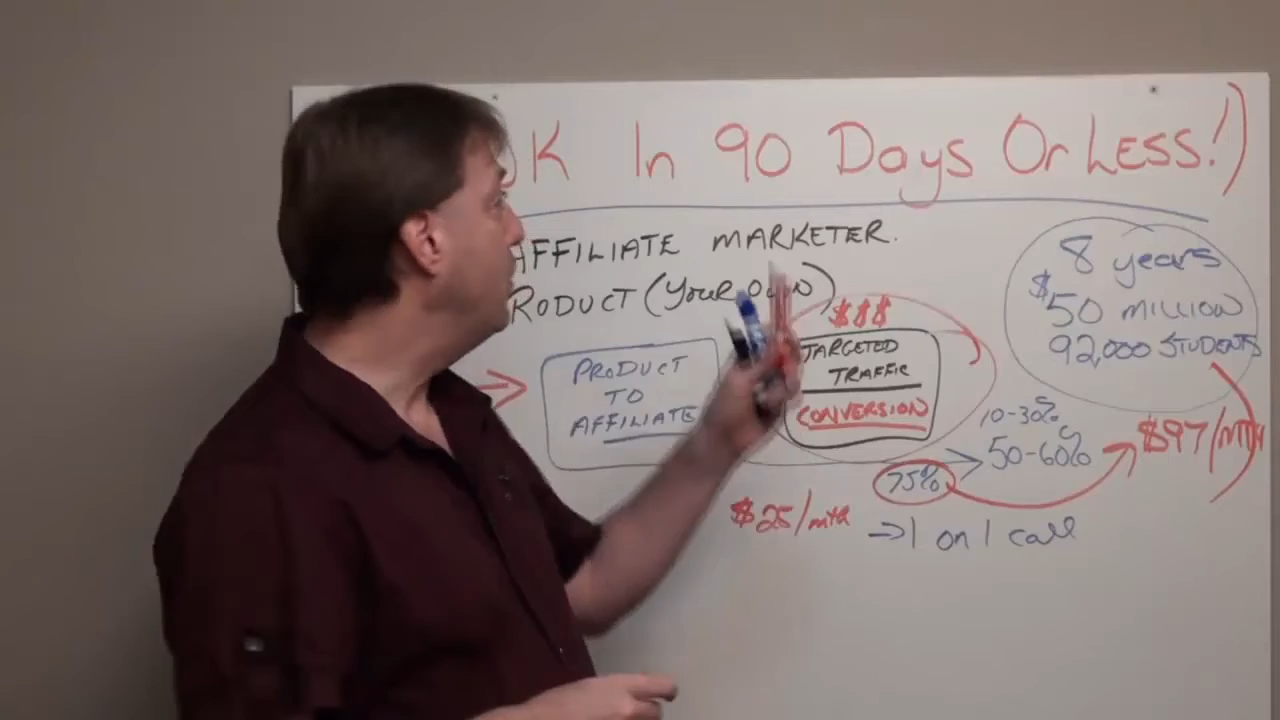 K In 90 Days Or Less!)
AFFILIATE MARKETER.
PRODUCT (Your Own)
8 years
$50 MILLION
92,000 STUDENTS
$$$
PRODUCT
TO
AFFILIATE
TARGETED
TRAFFIC
CONVERSION
10-30%
50-60%
$97/MTH
75%
$25/mth
→ 1 on 1 call